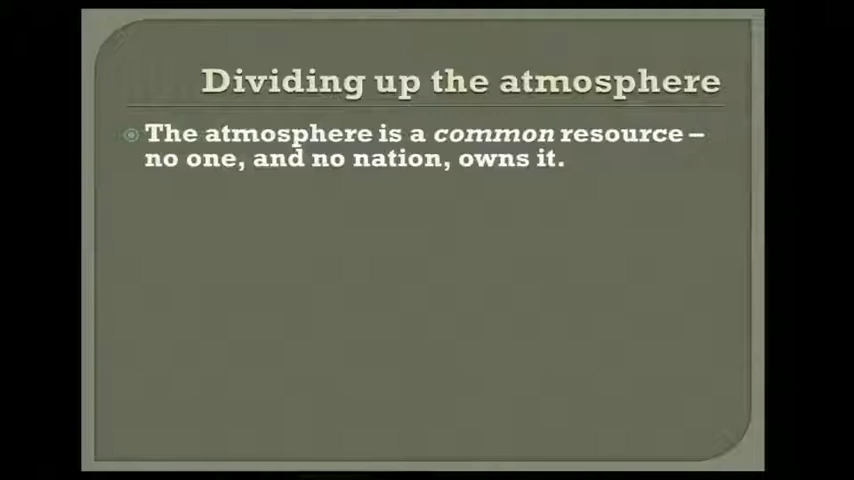 Dividing up the atmosphere
The atmosphere is a common resource –
no one, and no nation, owns it.